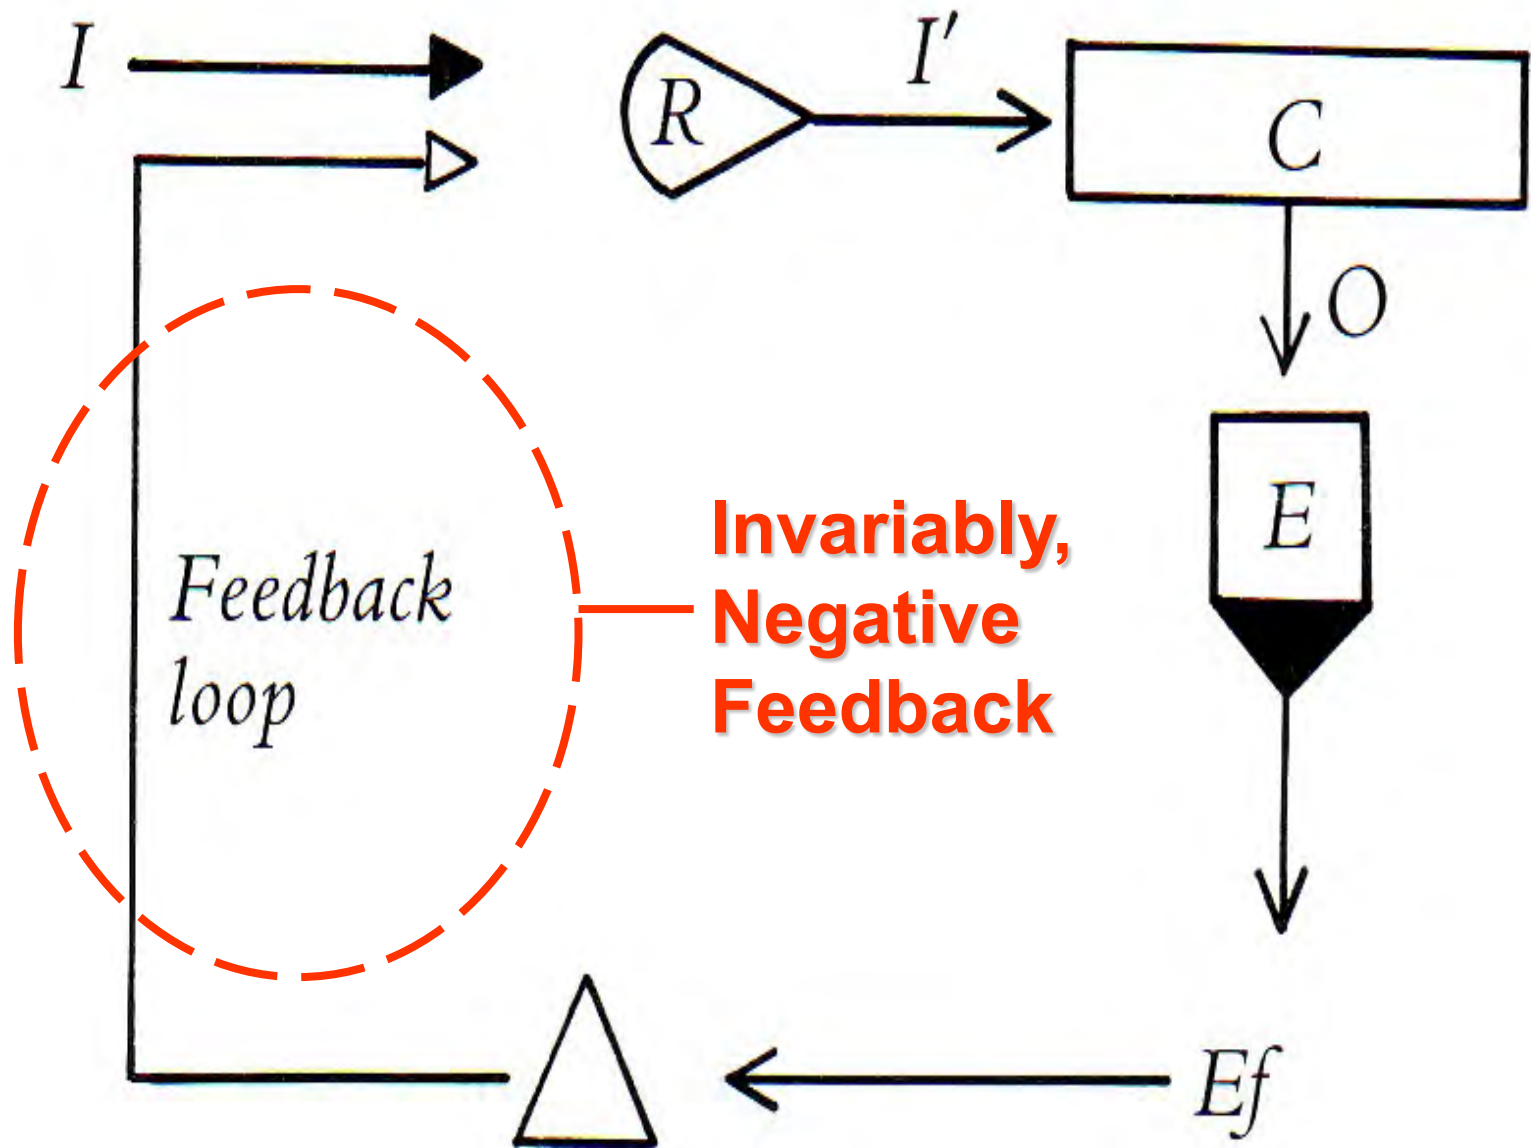 I
R
I′
C
O
E
Feedback
loop
Invariably,
Negative
Feedback
Ef